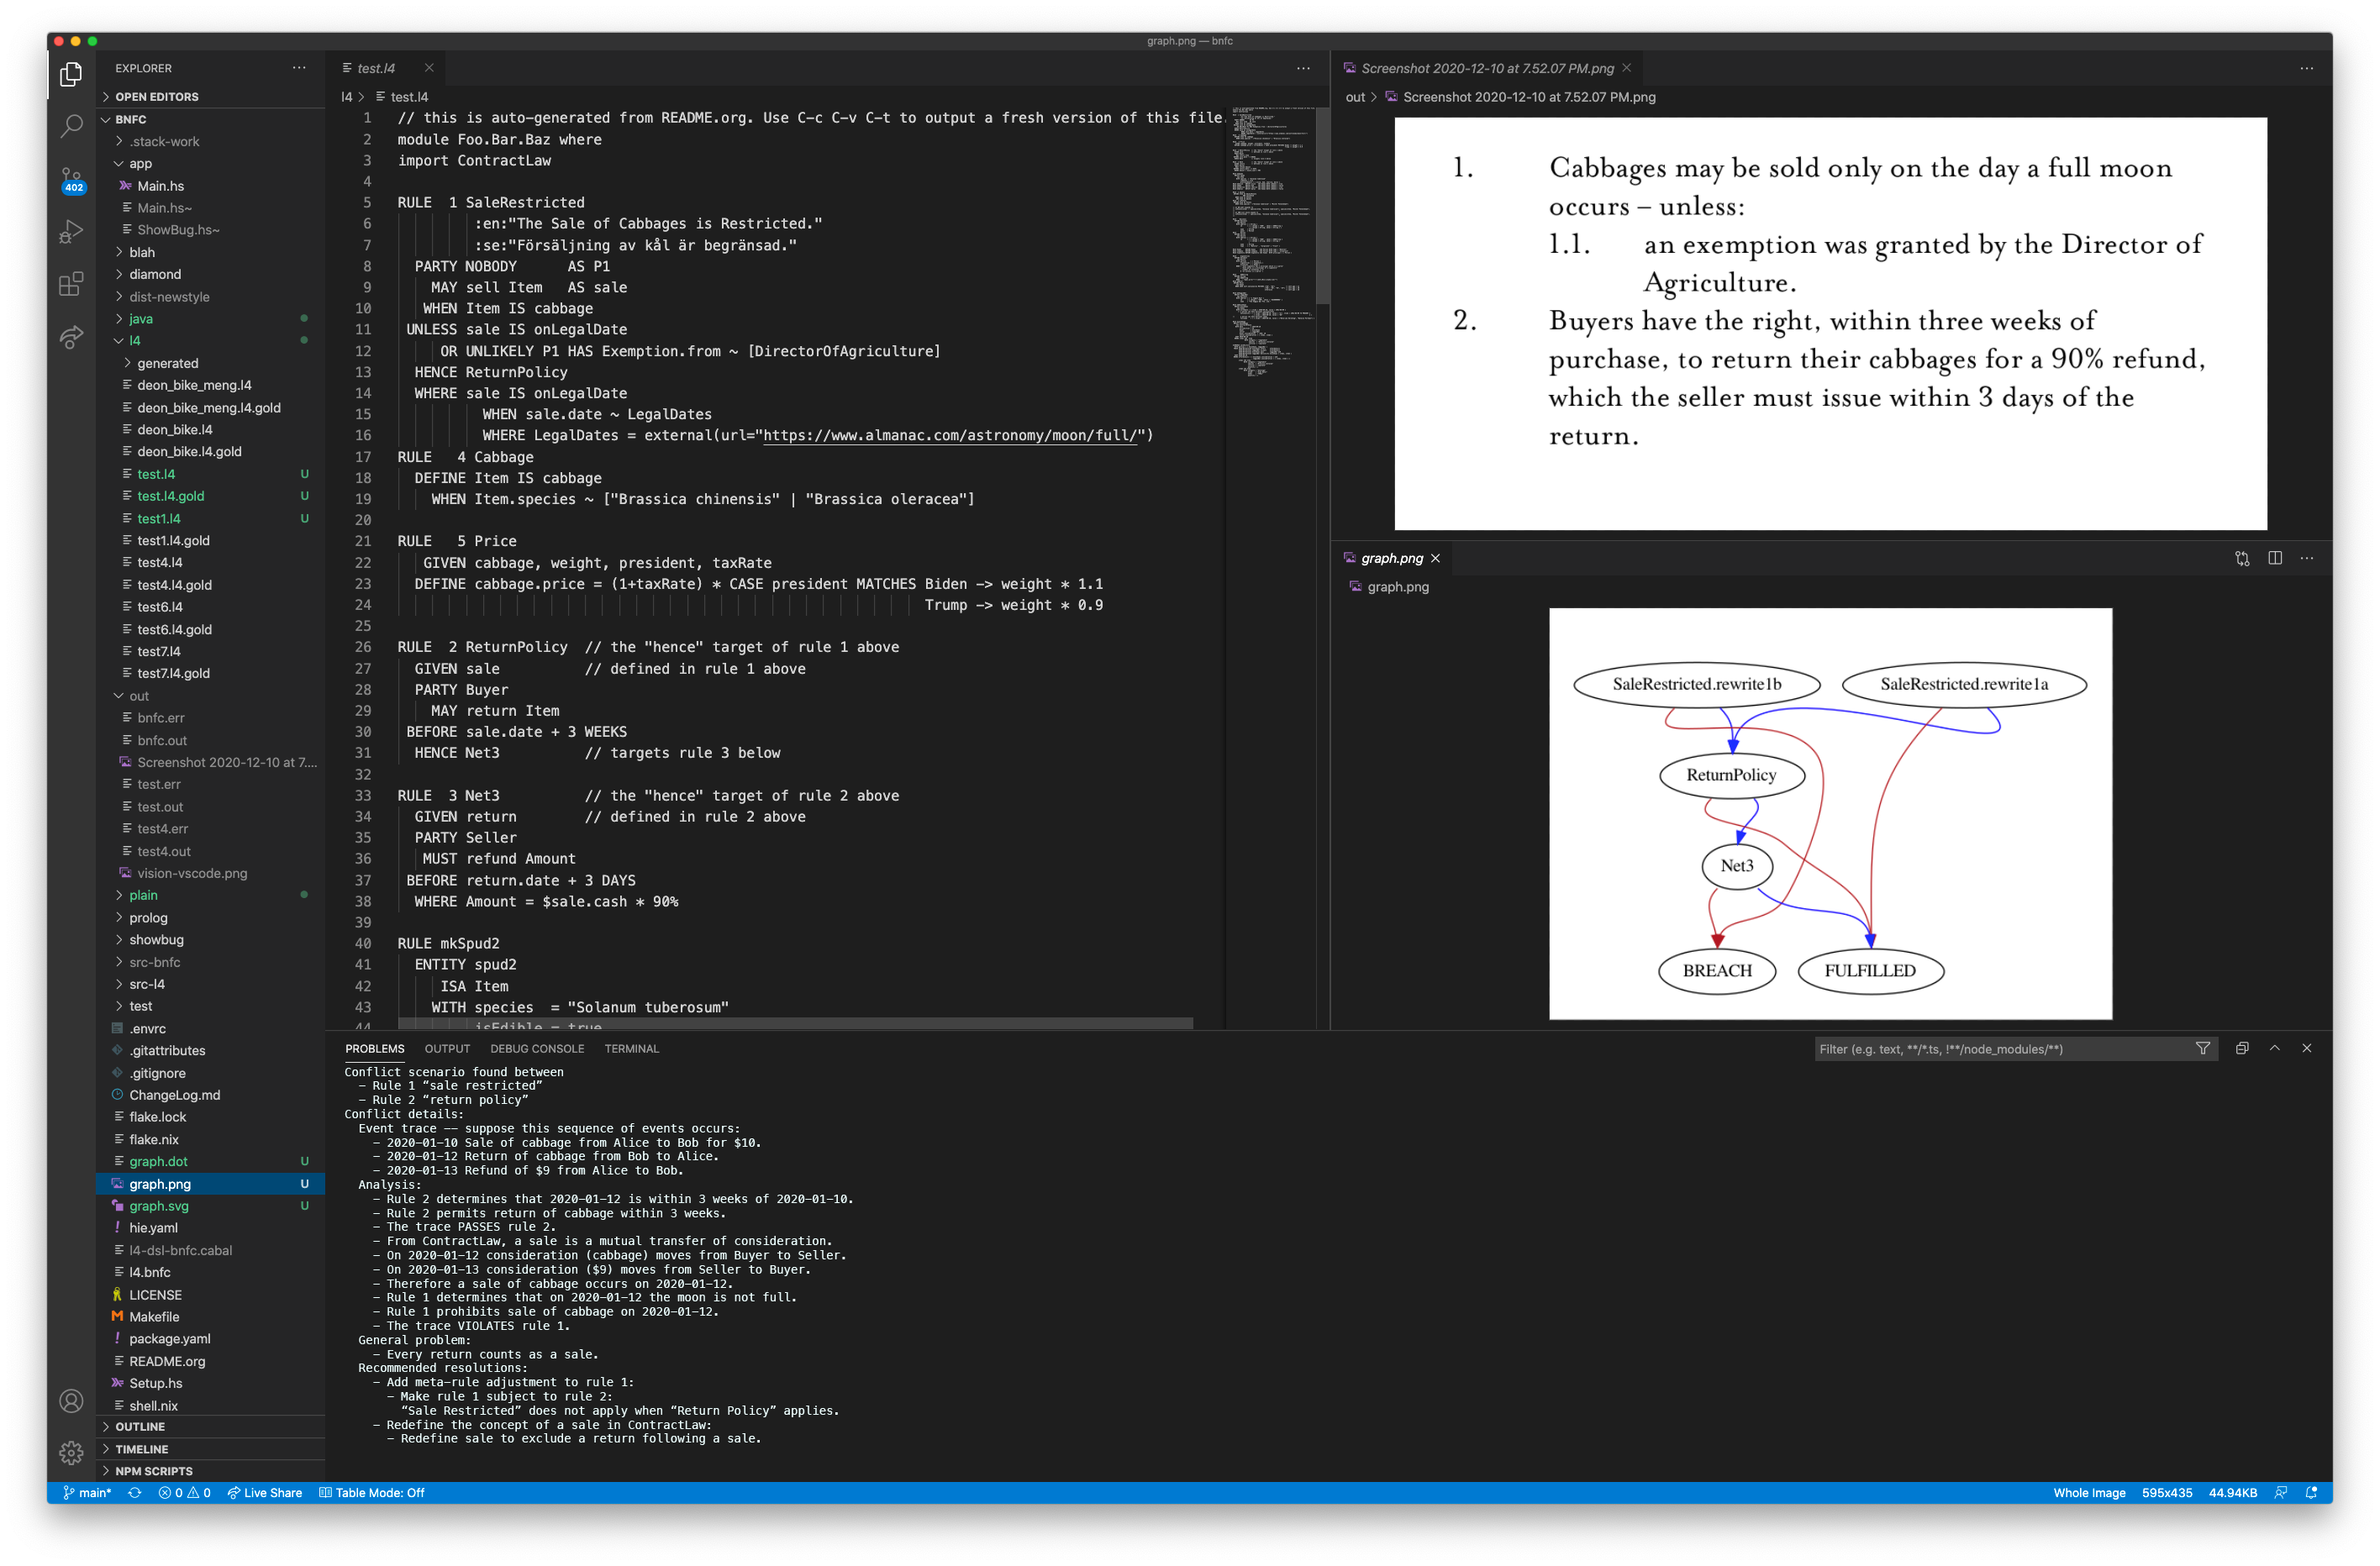 graph.png — bnfc
EXPLORER
OPEN EDITORS
BNFC
.stack-work
app
Main.hs
Main.hs~
ShowBug.hs~
blah
diamond
dist-newstyle
java
l4
generated
deon_bike_meng.l4
deon_bike_meng.l4.gold
deon_bike.l4
deon_bike.l4.gold
test.l4 U
test.l4.gold U
test1.l4 U
test1.l4.gold
test4.l4
test4.l4.gold
test6.l4
test6.l4.gold
test7.l4
test7.l4.gold
out
bnfc.err
bnfc.out
Screenshot 2020-12-10 at 7....
test.err
test.out
test4.err
test4.out
vision-vscode.png
plain
prolog
showbug
src-bnfc
src-l4
test
.envrc
.gitattributes
.gitignore
ChangeLog.md
flake.lock
flake.nix
graph.dot U
graph.png U
graph.svg U
hie.yaml
l4-dsl-bnfc.cabal
l4.bnfc
LICENSE
Makefile
package.yaml
README.org
Setup.hs
shell.nix
OUTLINE
TIMELINE
NPM SCRIPTS
402
test.l4
l4 > test.l4
1 // this is auto-generated from README.org. Use C-c C-v C-t to output a fresh version of this file.
2 module Foo.Bar.Baz where
3 import ContractLaw
4
5 RULE 1 SaleRestricted
6 :en:"The Sale of Cabbages is Restricted."
7 :se:"Försäljning av kål är begränsad."
8 PARTY NOBODY AS P1
9 MAY sell Item AS sale
10 WHEN Item IS cabbage
11 UNLESS sale IS onLegalDate
12 OR UNLIKELY P1 HAS Exemption.from ~ [DirectorOfAgriculture]
13 HENCE ReturnPolicy
14 WHERE sale IS onLegalDate
15 WHEN sale.date ~ LegalDates
16 WHERE LegalDates = external(url="https://www.almanac.com/astronomy/moon/full/")
17 RULE 4 Cabbage
18 DEFINE Item IS cabbage
19 WHEN Item.species ~ ["Brassica chinensis" | "Brassica oleracea"]
20
21 RULE 5 Price
22 GIVEN cabbage, weight, president, taxRate
23 DEFINE cabbage.price = (1+taxRate) * CASE president MATCHES Biden -> weight * 1.1
24 Trump -> weight * 0.9
25
26 RULE 2 ReturnPolicy // the "hence" target of rule 1 above
27 GIVEN sale // defined in rule 1 above
28 PARTY Buyer
29 MAY return Item
30 BEFORE sale.date + 3 WEEKS
31 HENCE Net3 // targets rule 3 below
32
33 RULE 3 Net3 // the "hence" target of rule 2 above
34 GIVEN return // defined in rule 2 above
35 PARTY Seller
36 MUST refund Amount
37 BEFORE return.date + 3 DAYS
38 WHERE Amount = $sale.cash * 90%
39
40 RULE mkSpud2
41 ENTITY spud2
42 ISA Item
43 WITH species = "Solanum tuberosum"
44 isEdible = true
Screenshot 2020-12-10 at 7.52.07 PM.png
out > Screenshot 2020-12-10 at 7.52.07 PM.png
1. Cabbages may be sold only on the day a full moon
occurs – unless:
1.1. an exemption was granted by the Director of
Agriculture.
2. Buyers have the right, within three weeks of
purchase, to return their cabbages for a 90% refund,
which the seller must issue within 3 days of the
return.
graph.png
graph.png
SaleRestricted.rewrite1b SaleRestricted.rewrite1a
ReturnPolicy
Net3
BREACH FULFILLED
PROBLEMS OUTPUT DEBUG CONSOLE TERMINAL
Filter (e.g. text, **/*.ts, !**/node_modules/**)
Conflict scenario found between
– Rule 1 “sale restricted”
– Rule 2 “return policy”
Conflict details:
Event trace –– suppose this sequence of events occurs:
– 2020–01–10 Sale of cabbage from Alice to Bob for $10.
– 2020–01–12 Return of cabbage from Bob to Alice.
– 2020–01–13 Refund of $9 from Alice to Bob.
Analysis:
– Rule 2 determines that 2020–01–12 is within 3 weeks of 2020–01–10.
– Rule 2 permits return of cabbage within 3 weeks.
– The trace PASSES rule 2.
– From ContractLaw, a sale is a mutual transfer of consideration.
– On 2020–01–12 consideration (cabbage) moves from Buyer to Seller.
– On 2020–01–13 consideration ($9) moves from Seller to Buyer.
– Therefore a sale of cabbage occurs on 2020–01–12.
– Rule 1 determines that on 2020–01–12 the moon is not full.
– Rule 1 prohibits sale of cabbage on 2020–01–12.
– The trace VIOLATES rule 1.
General problem:
– Every return counts as a sale.
Recommended resolutions:
– Add meta–rule adjustment to rule 1:
– Make rule 1 subject to rule 2:
“Sale Restricted” does not apply when “Return Policy” applies.
– Redefine the concept of a sale in ContractLaw:
– Redefine sale to exclude a return following a sale.
main* 0 0 Live Share Table Mode: Off
Whole Image 595x435 44.94KB